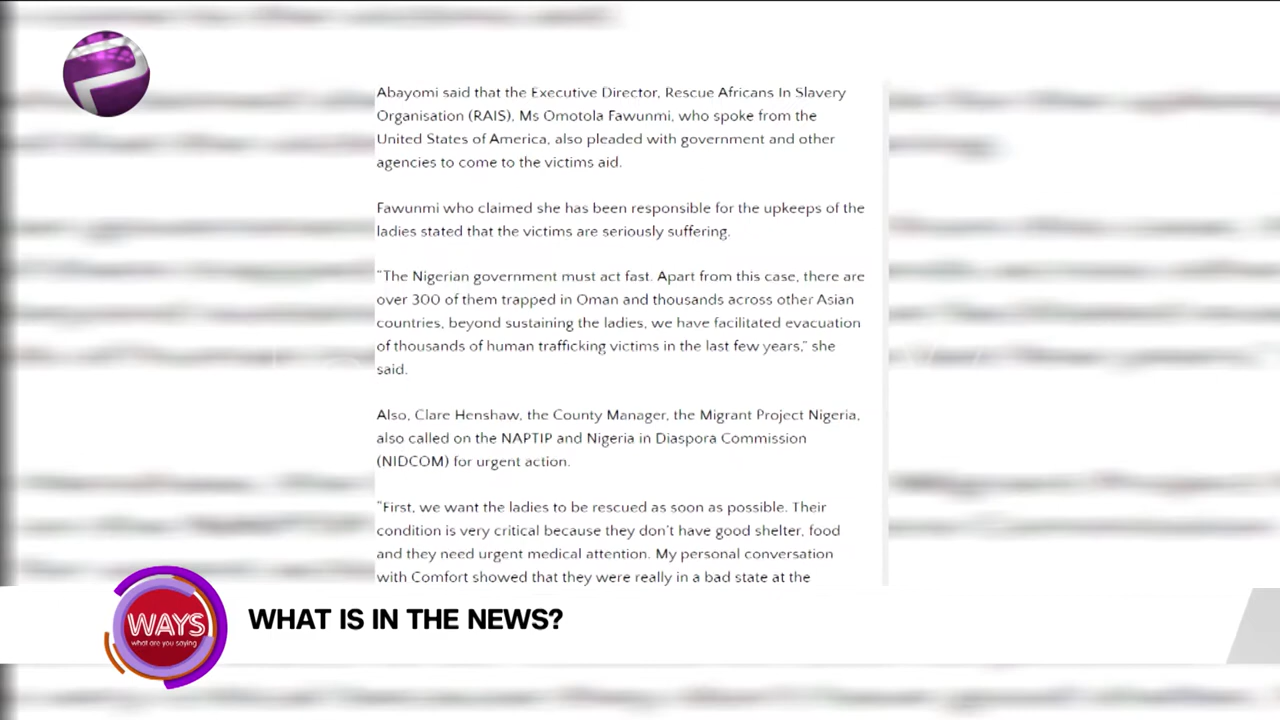 Abayomi said that the Executive Director, Rescue Africans In Slavery
Organisation (RAIS), Ms Omotola Fawunmi, who spoke from the
United States of America, also pleaded with government and other
agencies to come to the victims aid.
Fawunmi who claimed she has been responsible for the upkeeps of the
ladies stated that the victims are seriously suffering.
“The Nigerian government must act fast. Apart from this case, there are
over 300 of them trapped in Oman and thousands across other Asian
countries, beyond sustaining the ladies, we have facilitated evacuation
of thousands of human trafficking victims in the last few years,” she
said.
Also, Clare Henshaw, the County Manager, the Migrant Project Nigeria,
also called on the NAPTIP and Nigeria in Diaspora Commission
(NIDCOM) for urgent action.
“First, we want the ladies to be rescued as soon as possible. Their
condition is very critical because they don’t have good shelter, food
and they need urgent medical attention. My personal conversation
with Comfort showed that they were really in a bad state at the
WAYS
what are you saying
WHAT IS IN THE NEWS?